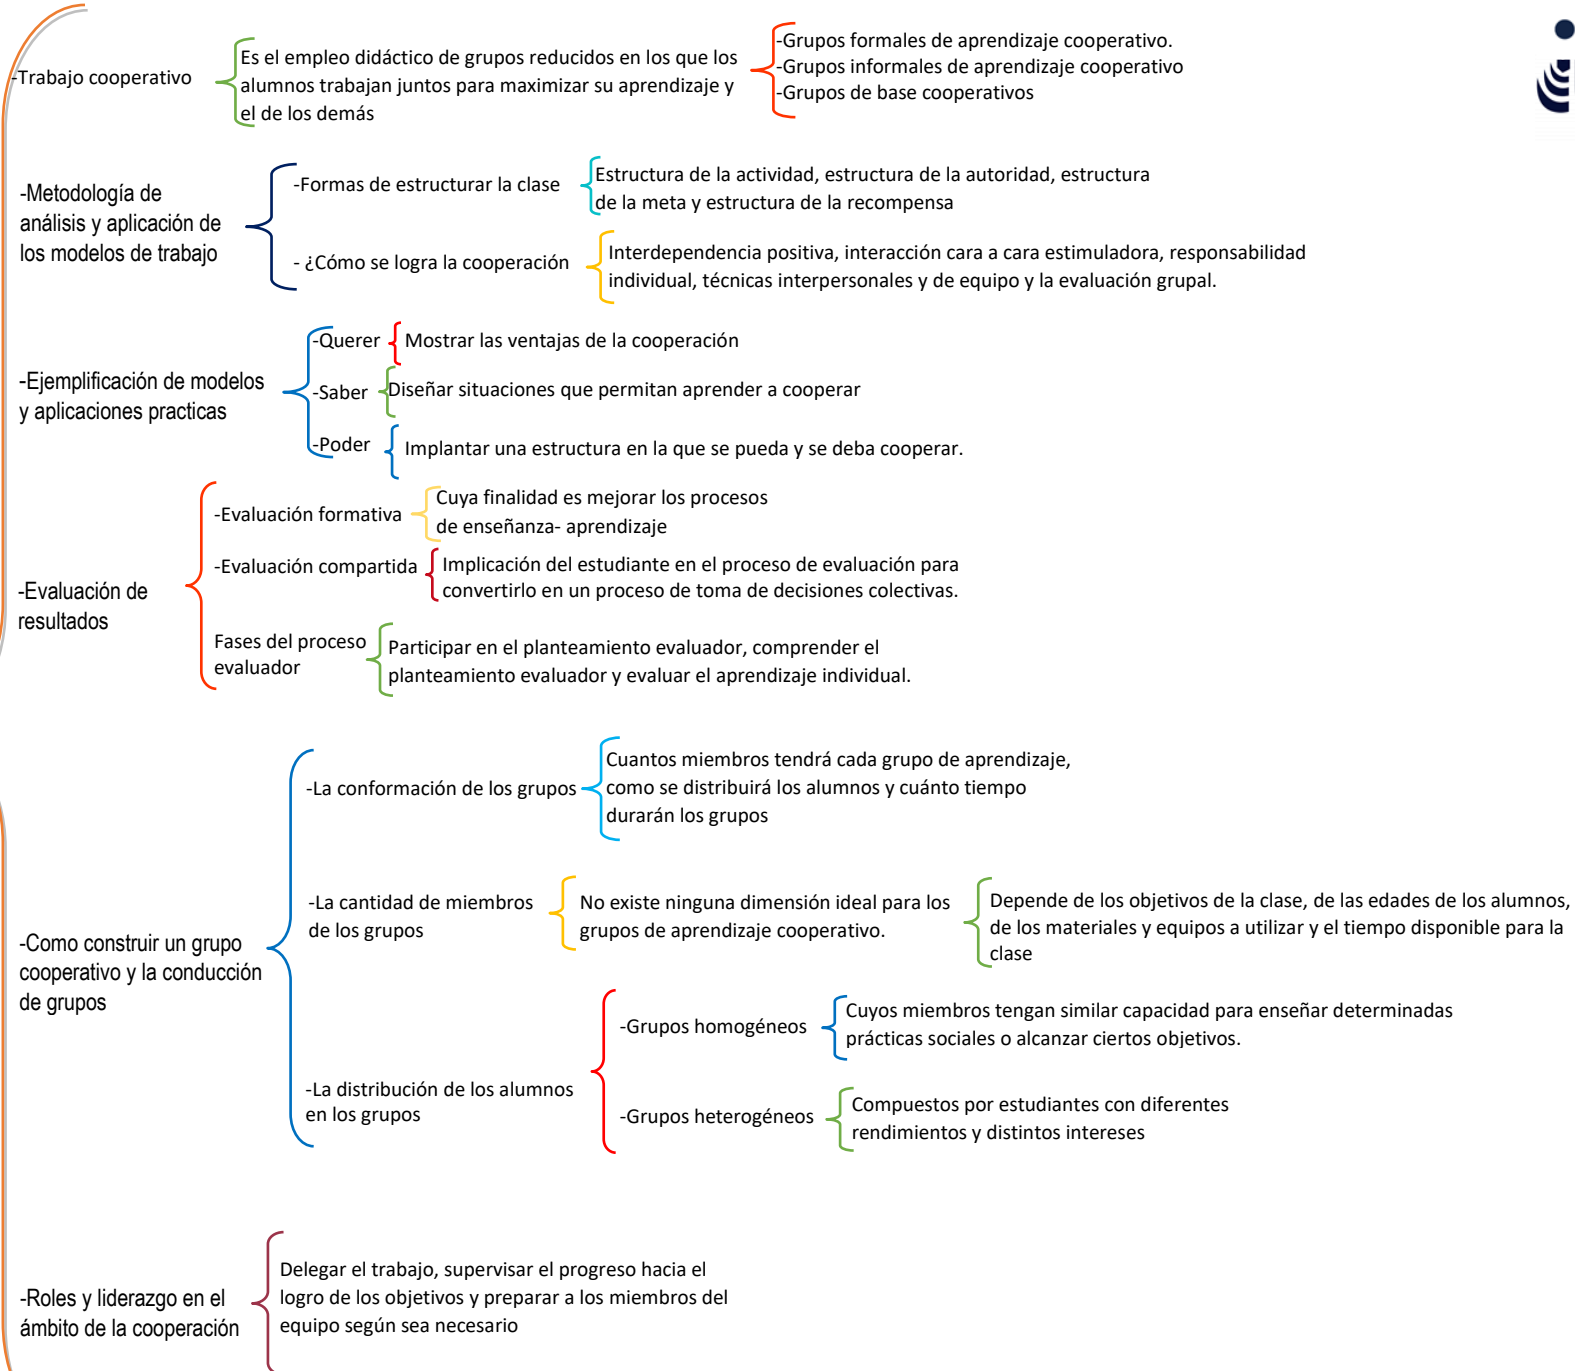 -Trabajo cooperativo
Es el empleo didáctico de grupos reducidos en los que los
alumnos trabajan juntos para maximizar su aprendizaje y
el de los demás
-Grupos formales de aprendizaje cooperativo.
-Grupos informales de aprendizaje cooperativo
-Grupos de base cooperativos
-Metodología de
análisis y aplicación de
los modelos de trabajo
-Formas de estructurar la clase
Estructura de la actividad, estructura de la autoridad, estructura
de la meta y estructura de la recompensa
- ¿Cómo se logra la cooperación
Interdependencia positiva, interacción cara a cara estimuladora, responsabilidad
individual, técnicas interpersonales y de equipo y la evaluación grupal.
-Ejemplificación de modelos
y aplicaciones practicas
-Querer
Mostrar las ventajas de la cooperación
-Saber
Diseñar situaciones que permitan aprender a cooperar
-Poder
Implantar una estructura en la que se pueda y se deba cooperar.
-Evaluación de
resultados
-Evaluación formativa
Cuya finalidad es mejorar los procesos
de enseñanza- aprendizaje
-Evaluación compartida
Implicación del estudiante en el proceso de evaluación para
convertirlo en un proceso de toma de decisiones colectivas.
Fases del proceso
evaluador
Participar en el planteamiento evaluador, comprender el
planteamiento evaluador y evaluar el aprendizaje individual.
-Como construir un grupo
cooperativo y la conducción
de grupos
-La conformación de los grupos
Cuantos miembros tendrá cada grupo de aprendizaje,
como se distribuirá los alumnos y cuánto tiempo
durarán los grupos
-La cantidad de miembros
de los grupos
No existe ninguna dimensión ideal para los
grupos de aprendizaje cooperativo.
Depende de los objetivos de la clase, de las edades de los alumnos,
de los materiales y equipos a utilizar y el tiempo disponible para la
clase
-La distribución de los alumnos
en los grupos
-Grupos homogéneos
Cuyos miembros tengan similar capacidad para enseñar determinadas
prácticas sociales o alcanzar ciertos objetivos.
-Grupos heterogéneos
Compuestos por estudiantes con diferentes
rendimientos y distintos intereses
-Roles y liderazgo en el
ámbito de la cooperación
Delegar el trabajo, supervisar el progreso hacia el
logro de los objetivos y preparar a los miembros del
equipo según sea necesario